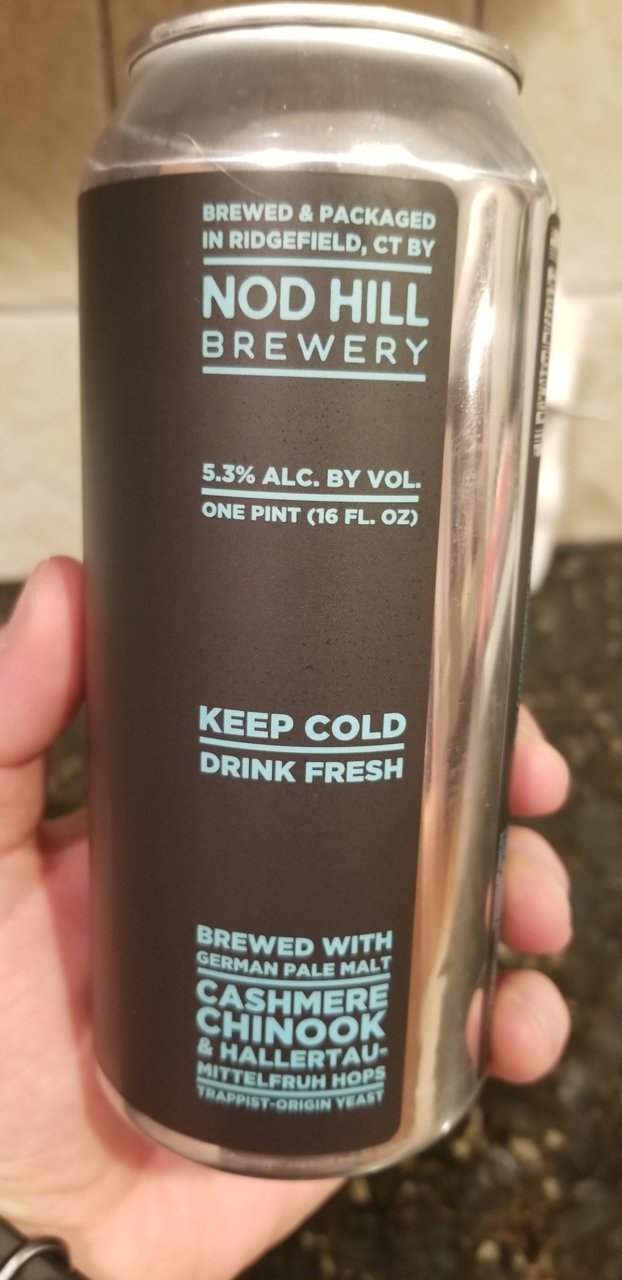 BREWED & PACKAGED
IN RIDGEFIELD, CT BY
NOD HILL
BREWERY
5.3% ALC. BY VOL.
ONE PINT (16 FL. OZ)
KEEP COLD
DRINK FRESH
BREWED WITH
GERMAN PALE MALT
CASHMERE
CHINOOK
& HALLERTAU-
MITTELFRUH HOPS
TRAPPIST-ORIGIN YEAST